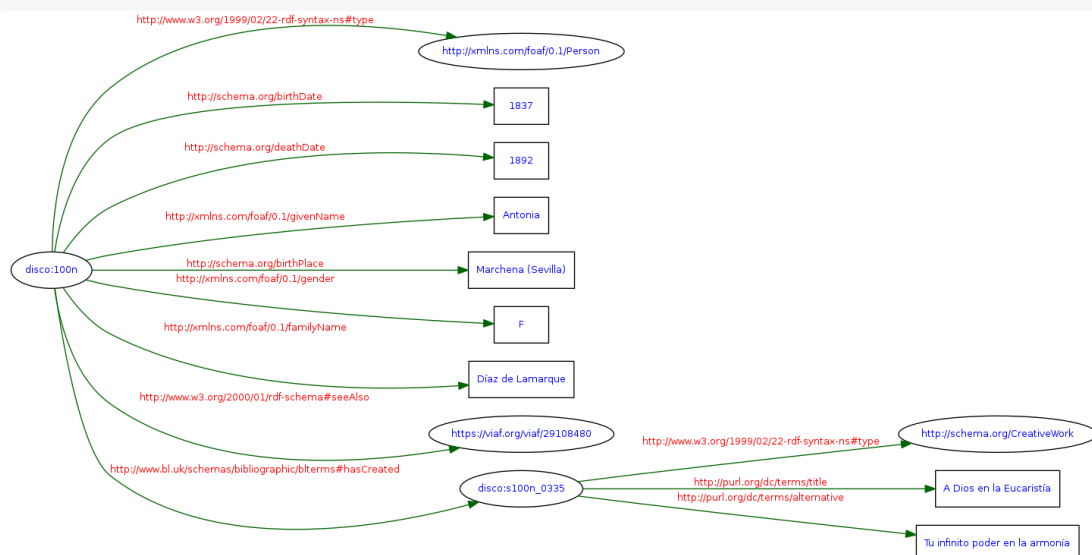 http://www.w3.org/1999/02/22-rdf-syntax-ns#type
http://xmlns.com/foaf/0.1/Person
http://schema.org/birthDate
1837
http://schema.org/deathDate
1892
http://xmlns.com/foaf/0.1/givenName
Antonia
disco:100n
http://schema.org/birthPlace
Marchena (Sevilla)
http://xmlns.com/foaf/0.1/gender
F
http://xmlns.com/foaf/0.1/familyName
Díaz de Lamarque
http://www.w3.org/2000/01/rdf-schema#seeAlso
https://viaf.org/viaf/29108480
http://www.bl.uk/schemas/bibliographic/blterms#hasCreated
disco:s100n_0335
http://www.w3.org/1999/02/22-rdf-syntax-ns#type
http://schema.org/CreativeWork
http://purl.org/dc/terms/title
A Dios en la Eucaristía
http://purl.org/dc/terms/alternative
Tu infinito poder en la armonía